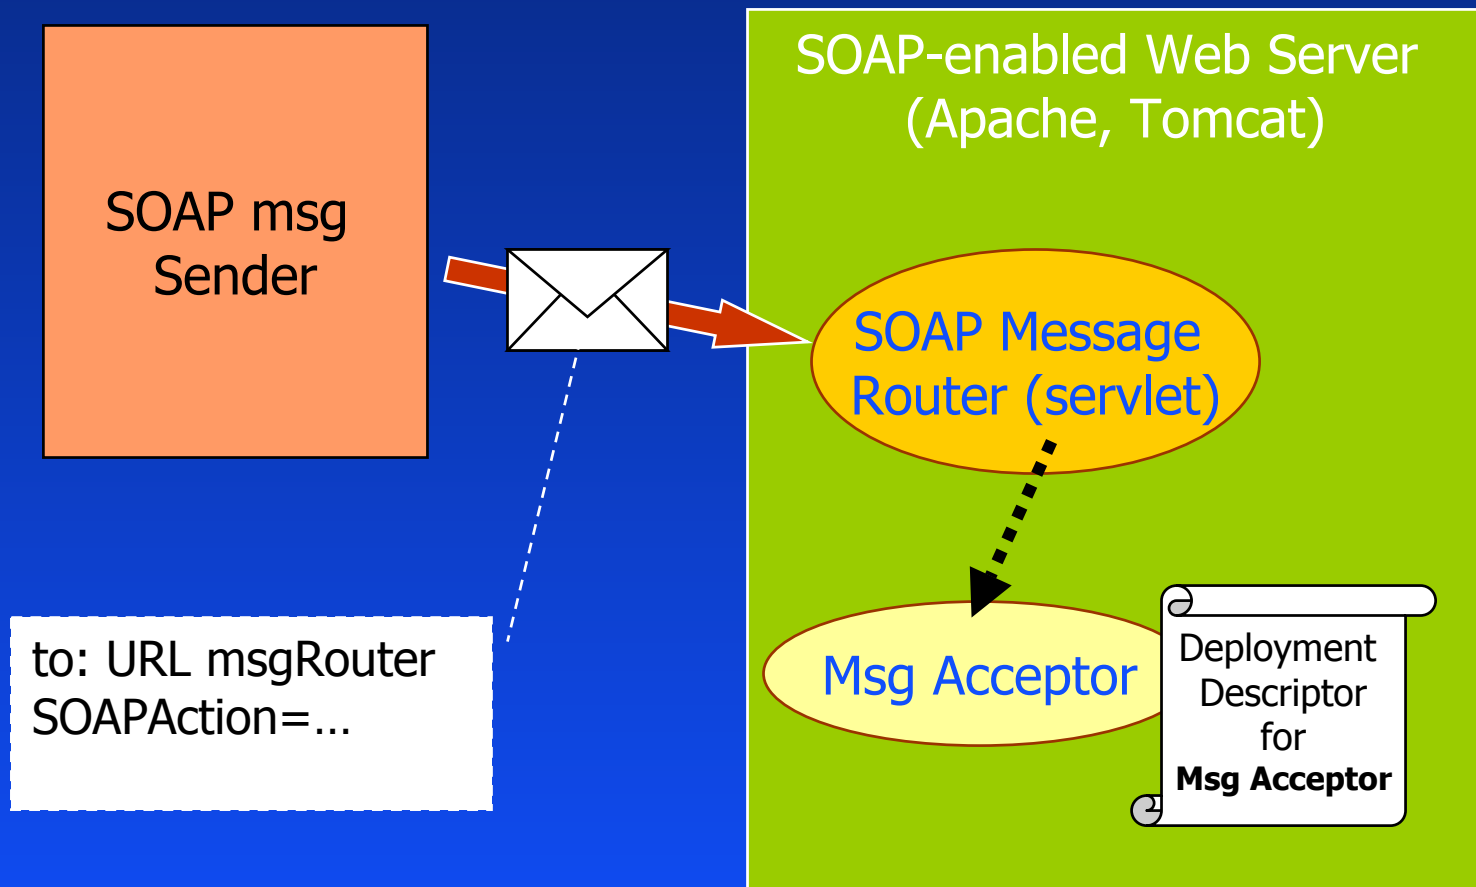 SOAP-enabled Web Server
(Apache, Tomcat)
SOAP msg
Sender
SOAP Message
Router (servlet)
to: URL msgRouter
SOAPAction=...
Msg Acceptor
Deployment
Descriptor
for
Msg Acceptor